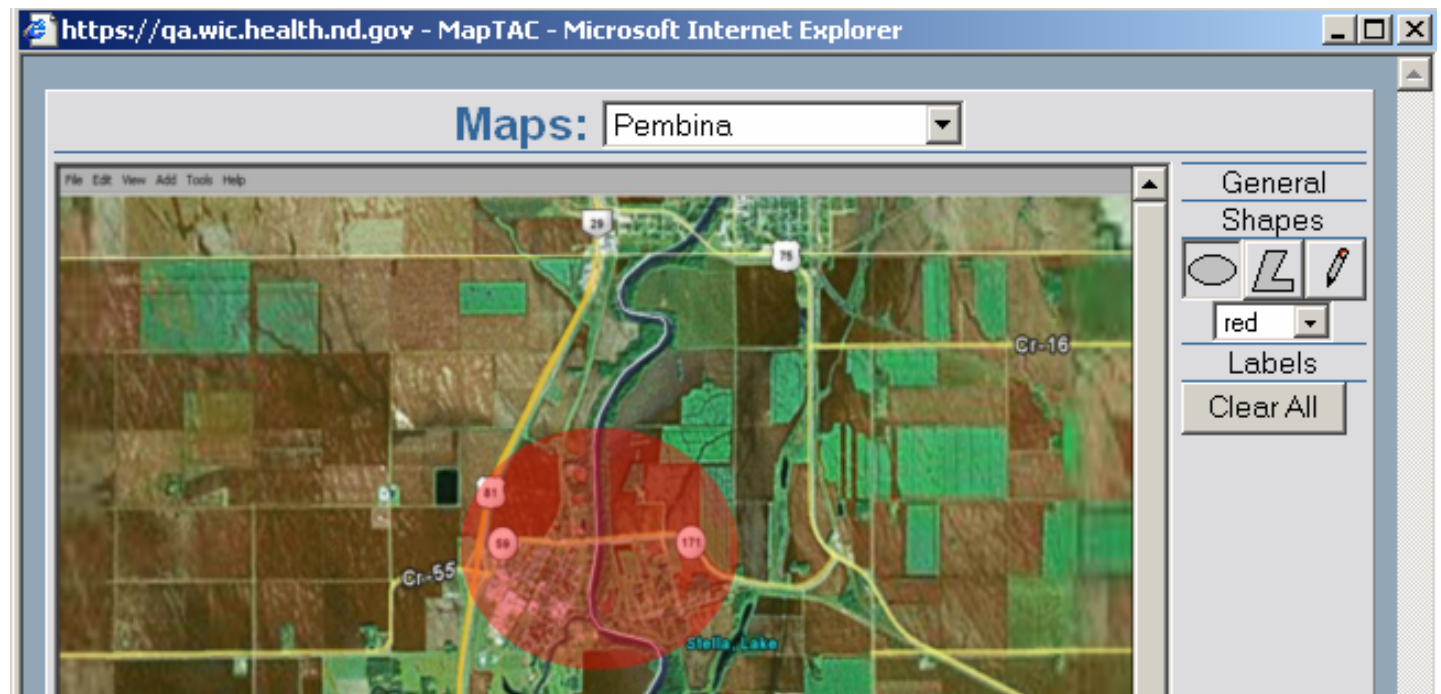 https://qa.wic.health.nd.gov - MapTAC - Microsoft Internet Explorer
Maps: Pembina
File Edit View Add Tools Help
General
Shapes
red
Labels
Clear All
29
75
Cr-16
81
59
171
Cr-55
Stella, Lake